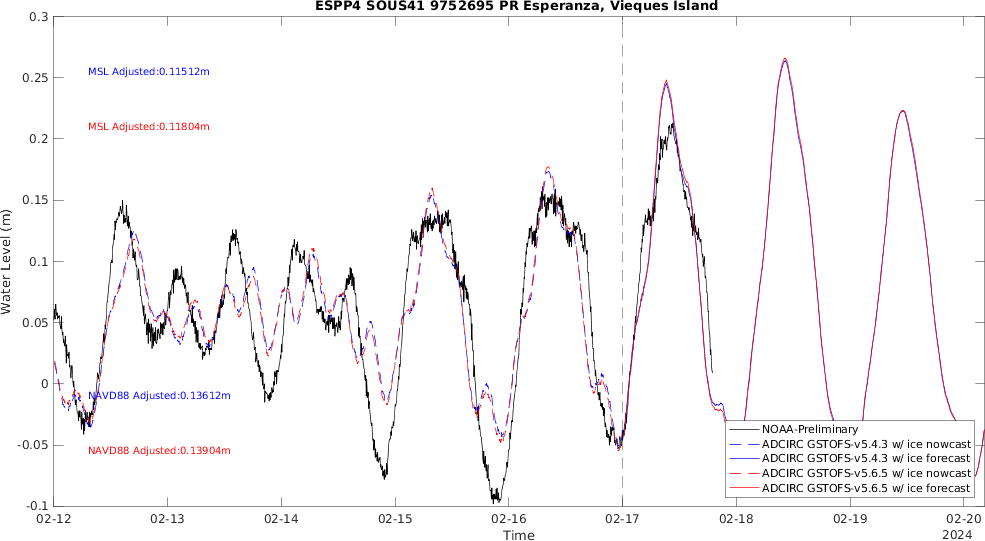 ESPP4 SOUS41 9752695 PR Esperanza, Vieques Island
0.3
0.25
0.2
0.15
0.1
0.05
0
-0.05
-0.1
Water Level (m)
MSL Adjusted:0.11512m
MSL Adjusted:0.11804m
NAVD88 Adjusted:0.13612m
NAVD88 Adjusted:0.13904m
NOAA-Preliminary
ADCIRC GSTOFS-v5.4.3 w/ ice nowcast
ADCIRC GSTOFS-v5.4.3 w/ ice forecast
ADCIRC GSTOFS-v5.6.5 w/ ice nowcast
ADCIRC GSTOFS-v5.6.5 w/ ice forecast
02-12 02-13 02-14 02-15 02-16 02-17 02-18 02-19 02-20
Time
2024